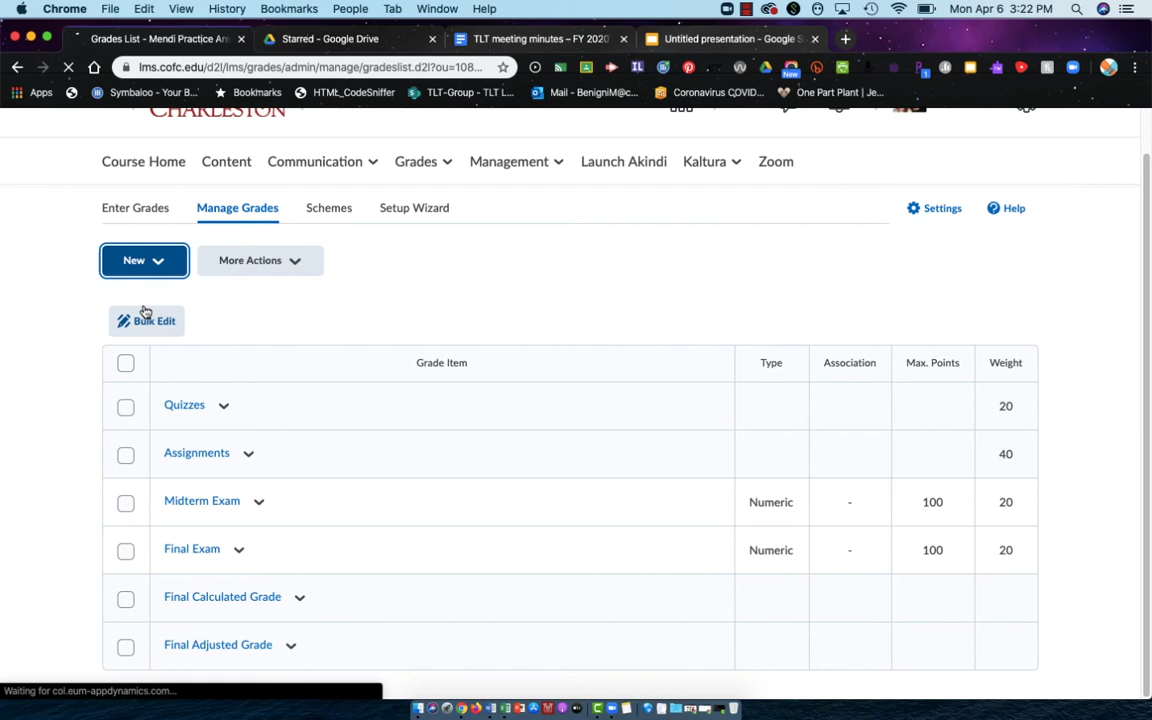 Chrome File Edit View History Bookmarks People Tab Window Help Mon Apr 6 3:22 PM
Grades List - Mendi Practice Are Starred - Google Drive TLT meeting minutes – FY 2020 Untitled presentation - Google S
lms.cofc.edu/d2l/lms/grades/admin/manage/gradeslist.d2l?ou=108... New 1
Apps Symbaloo - Your B... Bookmarks HTML_CodeSniffer TLT-Group - TLT L... Mail - BenigniM@c... Coronavirus COVID... One Part Plant | Je...
CHARLESTON
Course Home Content Communication Grades Management Launch Akindi Kaltura Zoom
Enter Grades Manage Grades Schemes Setup Wizard Settings Help
New More Actions
Bulk Edit
Grade Item Type Association Max. Points Weight
Quizzes 20
Assignments 40
Midterm Exam Numeric - 100 20
Final Exam Numeric - 100 20
Final Calculated Grade
Final Adjusted Grade
Waiting for col.eum-appdynamics.com...